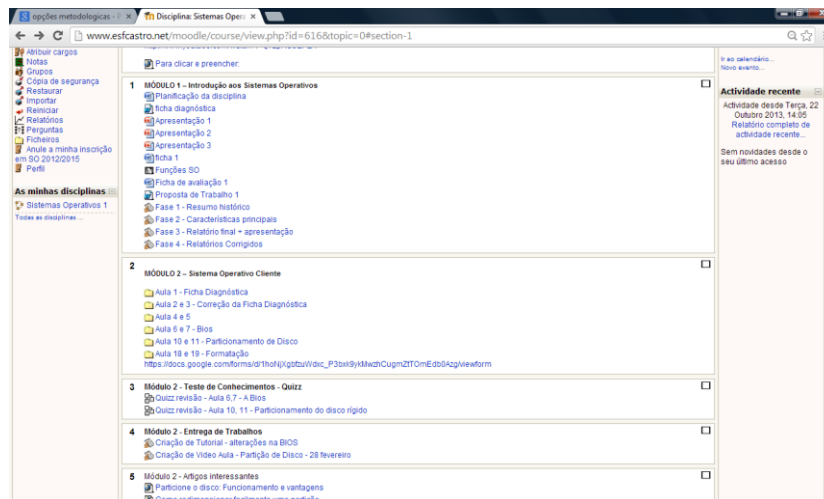 opções metodologicas - P
Disciplina: Sistemas Opera
www.esfcastro.net/moodle/course/view.php?id=616&topic=0#section-1
Atribuir cargos
Notas
Grupos
Cópia de segurança
Restaurar
Importar
Reiniciar
Relatórios
Perguntas
Ficheiros
Anule a minha inscrição
em SO 2012/2015
Perfil
As minhas disciplinas
Sistemas Operativos 1
Todas as disciplinas ...
Para clicar e preencher:
1 MÓDULO 1 – Introdução aos Sistemas Operativos
Planificação da disciplina
ficha diagnóstica
Apresentação 1
Apresentação 2
Apresentação 3
ficha 1
Funções SO
Ficha de avaliação 1
Proposta de Trabalho 1
Fase 1 - Resumo histórico
Fase 2 - Características principais
Fase 3 - Relatório final + apresentação
Fase 4 - Relatórios Corrigidos
2
MÓDULO 2 – Sistema Operativo Cliente
Aula 1 - Ficha Diagnóstica
Aula 2 e 3 - Correção da Ficha Diagnóstica
Aula 4 e 5
Aula 6 e 7 - Bios
Aula 10 e 11 - Particionamento de Disco
Aula 18 e 19 - Formatação
3 Módulo 2 - Teste de Conhecimentos - Quizz
Quizz revisão - Aula 6,7 - A Bios
Quizz revisão - Aula 10, 11 - Particionamento do disco rígido
4 Módulo 2 - Entrega de Trabalhos
Criação de Tutorial - alterações na BIOS
Criação de Video Aula - Partição de Disco - 28 fevereiro
5 Módulo 2 - Artigos interessantes
Particione o disco: Funcionamento e vantagens
Ir ao calendário...
Novo evento...
Actividade recente
Actividade desde Terça, 22
Outubro 2013, 14:05
Relatório completo de
actividade recente...
Sem novidades desde o
seu último acesso